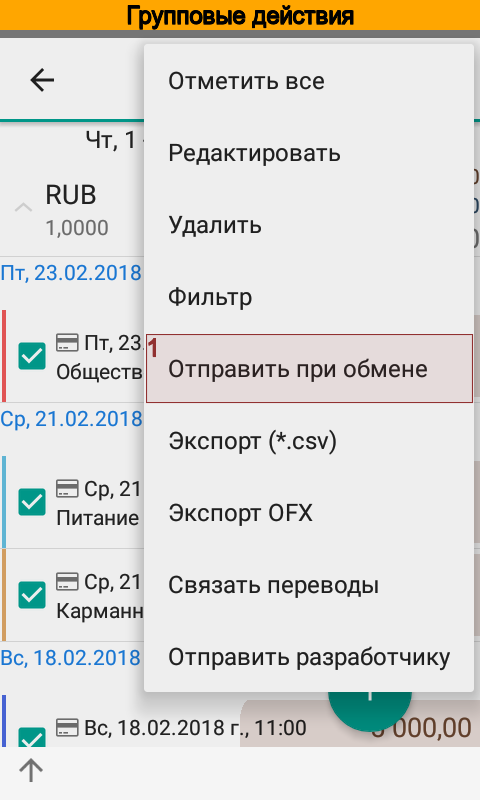 Групповые действия
Чт, 1
RUB
1,0000
Пт, 23.02.2018
Пт, 23.
Обществ
Ср, 21.02.2018
Ср, 21
Питание
Ср, 21
Карманн
Вс, 18.02.2018
Вс, 18.02.2018 г., 11:00
000,00
Отметить все
Редактировать
Удалить
Фильтр
1
Отправить при обмене
Экспорт (*.csv)
Экспорт OFX
Связать переводы
Отправить разработчику